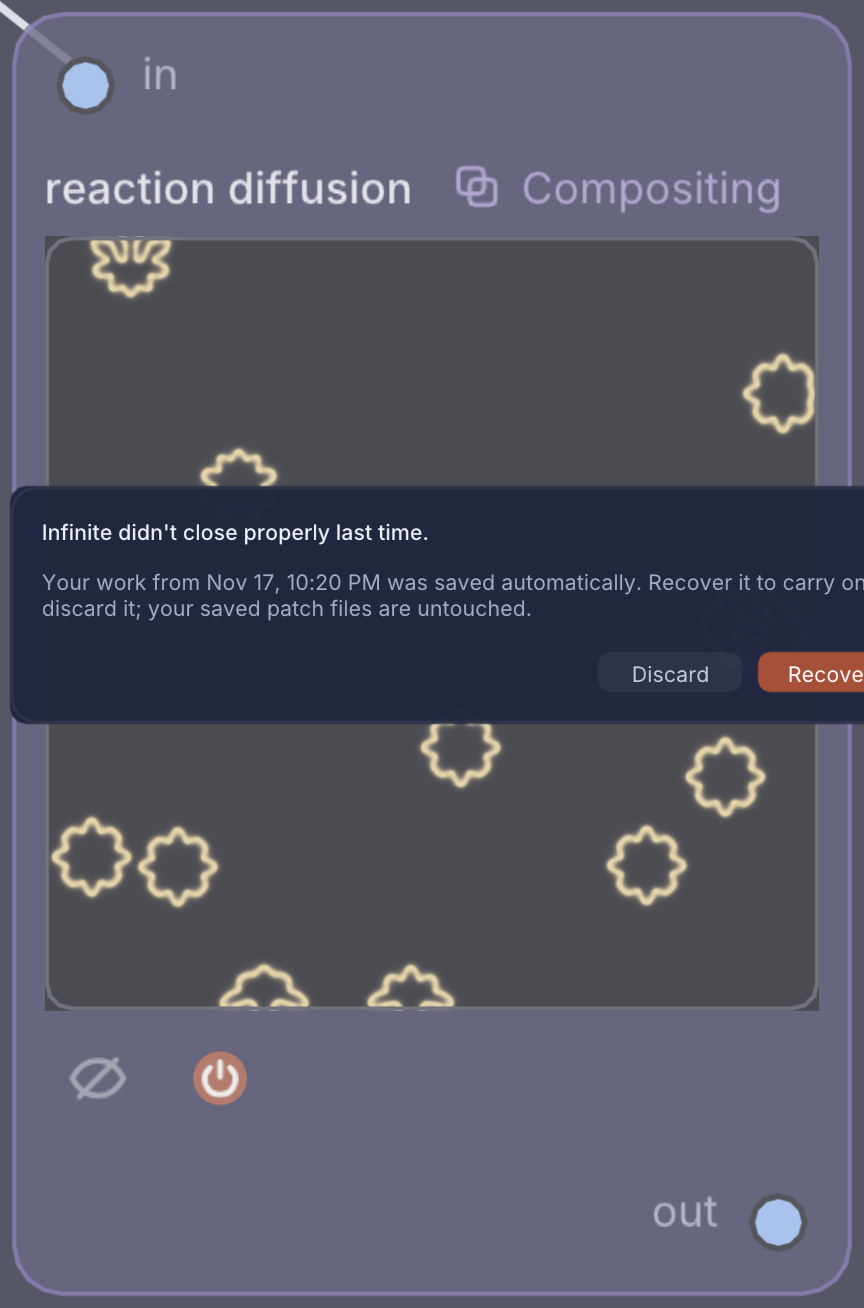 in
reaction diffusion Compositing
Infinite didn't close properly last time.
Your work from Nov 17, 10:20 PM was saved automatically. Recover it to carry on
discard it; your saved patch files are untouched.
Discard Recove
out